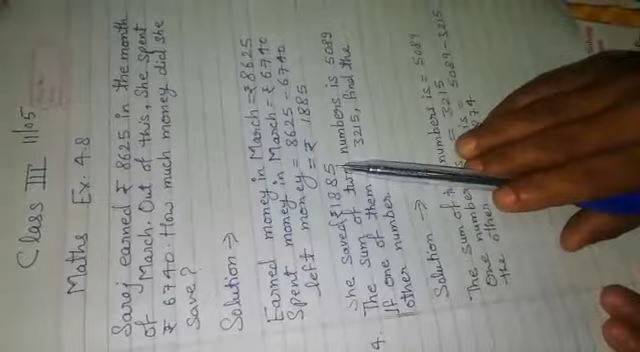 Class III 11/05
Maths Ex. 4.8
Saroj earned ₹ 8625 in the month
of March. Out of this, she spent
₹ 6740. How much money did she
save?
Solution →
Earned money in March = ₹8625
Spent money in March = ₹6740
left money = 8625 - 6740
money = ₹ 1885
She saved ₹1885
4. The sum of two numbers is 5089
If one of them 3215, find the
other number.
Solution →
The sum of numbers is = 5089
One number is = 3215
the other = 5089-3215
1874